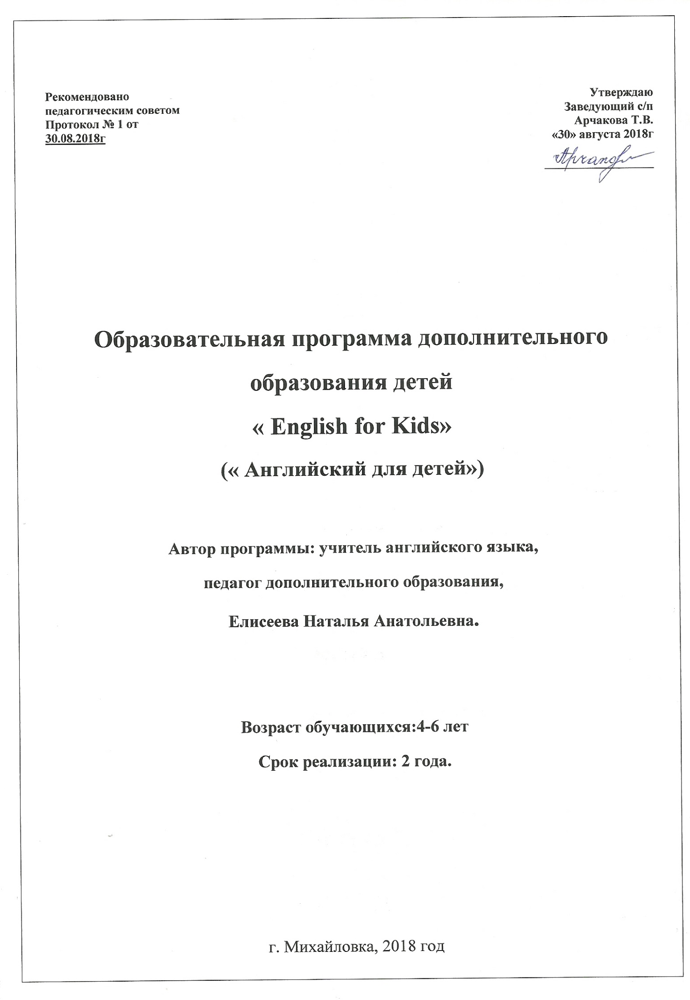 Рекомендовано
педагогическим советом
Протокол № 1 от
30.08.2018г
Утверждаю
Заведующий с/п
Арчакова Т.В.
«30» августа 2018г
Образовательная программа дополнительного
образования детей
« English for Kids»
(« Английский для детей»)
Автор программы: учитель английского языка,
педагог дополнительного образования,
Елисеева Наталья Анатольевна.
Возраст обучающихся:4-6 лет
Срок реализации: 2 года.
г. Михайловка, 2018 год